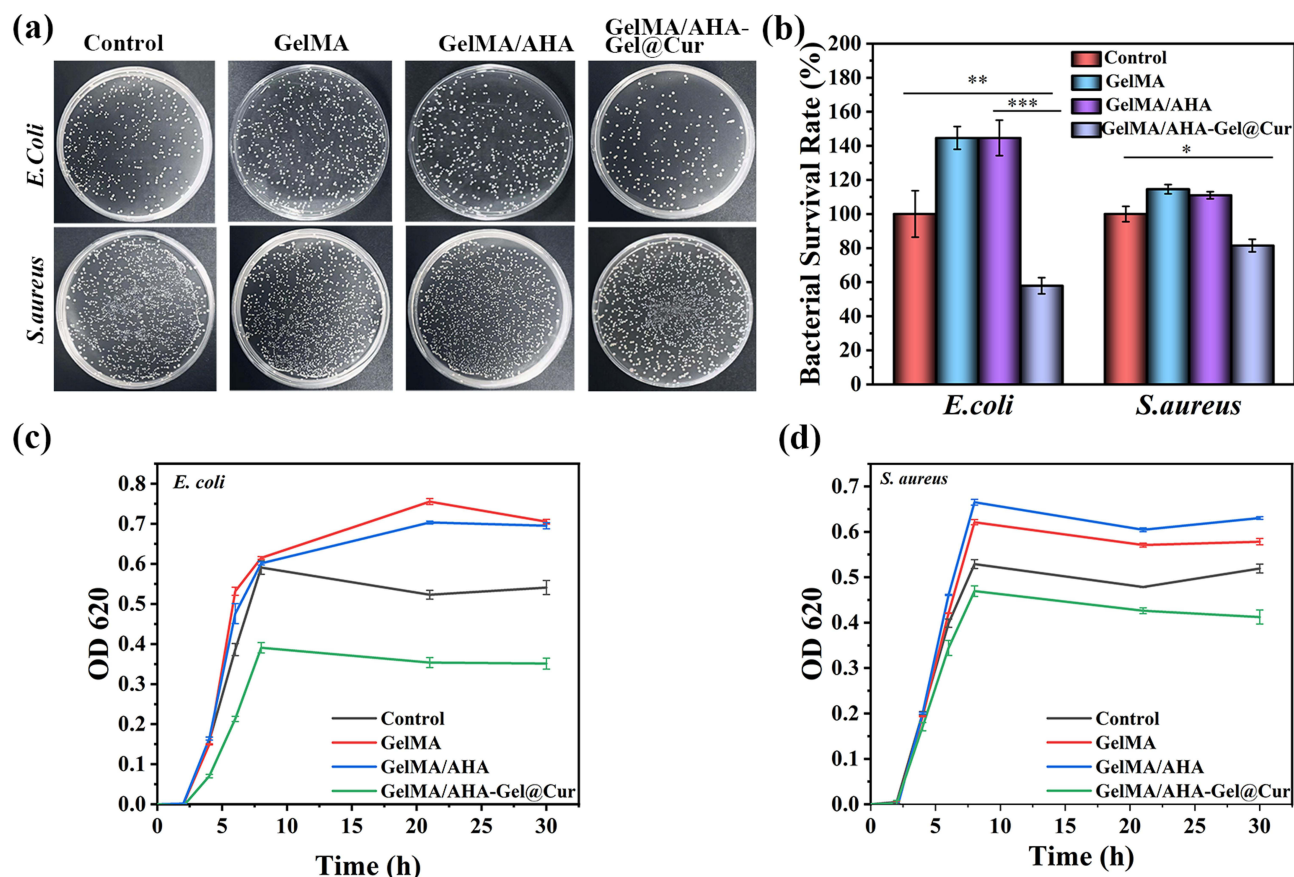 (a)
Control
GelMA
GelMA/AHA
GelMA/AHA-
Gel@Cur
E.Coli
S.aureus
(b)
Bacterial Survival Rate (%)
200
180
160
140
120
100
80
60
40
20
0
Control
GelMA
GelMA/AHA
GelMA/AHA-Gel@Cur
**
***
*
E.coli
S.aureus
(c)
E. coli
OD 620
0.8
0.7
0.6
0.5
0.4
0.3
0.2
0.1
0.0
Control
GelMA
GelMA/AHA
GelMA/AHA-Gel@Cur
0 5 10 15 20 25 30
Time (h)
(d)
S. aureus
OD 620
0.7
0.6
0.5
0.4
0.3
0.2
0.1
0.0
Control
GelMA
GelMA/AHA
GelMA/AHA-Gel@Cur
0 5 10 15 20 25 30
Time (h)